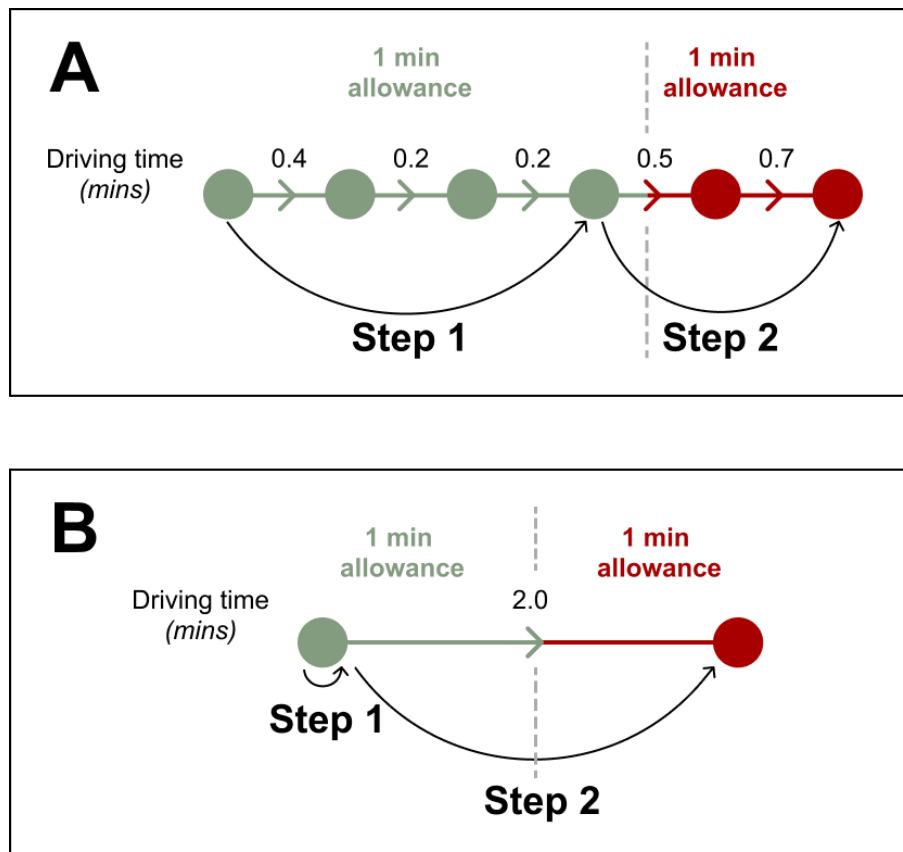 A
1 min
allowance
1 min
allowance
Driving time
(mins)
0.4
0.2
0.2
0.5
0.7
Step 1
Step 2
B
1 min
allowance
1 min
allowance
Driving time
(mins)
2.0
Step 1
Step 2